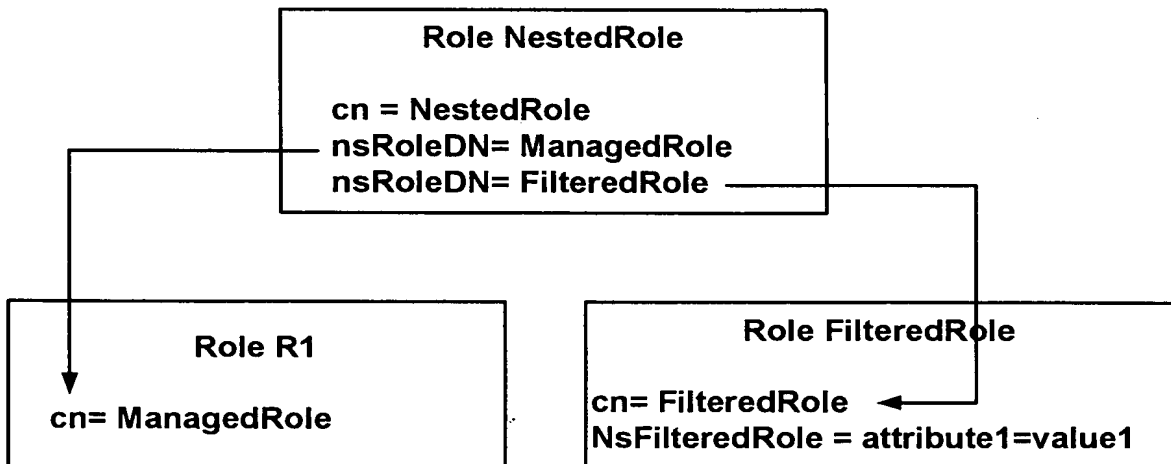 Role NestedRole
cn = NestedRole
nsRoleDN= ManagedRole
nsRoleDN= FilteredRole
Role R1
cn= ManagedRole
Role FilteredRole
cn= FilteredRole
NsFilteredRole = attribute1=value1